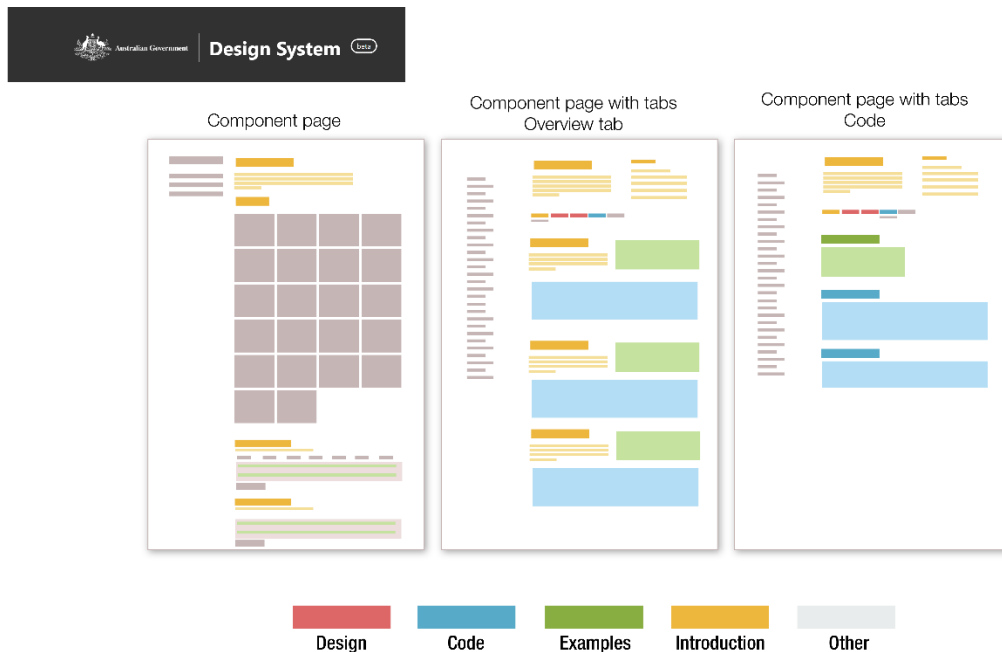 Australian Government
Design System
beta
Component page
Component page with tabs
Overview tab
Component page with tabs
Code
Design
Code
Examples
Introduction
Other